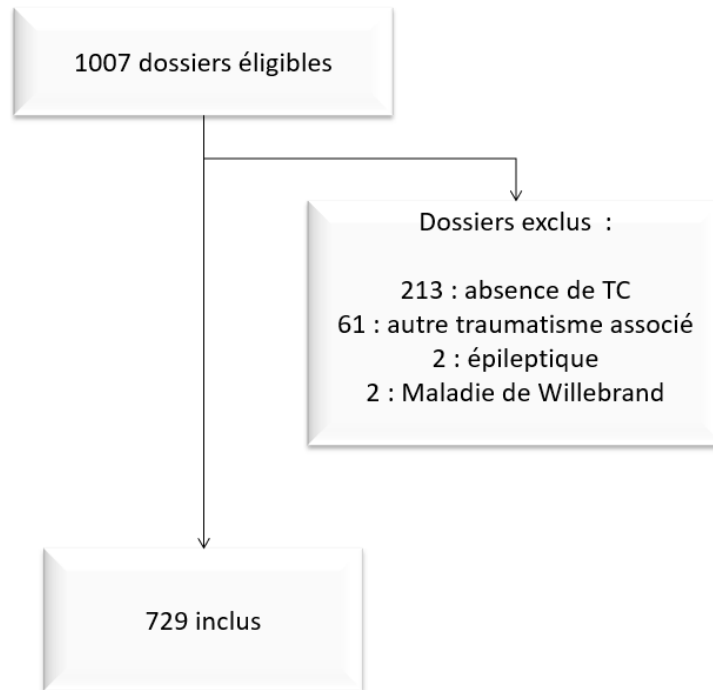 1007 dossiers éligibles
Dossiers exclus :
213 : absence de TC
61 : autre traumatisme associé
2 : épileptique
2 : Maladie de Willebrand
729 inclus